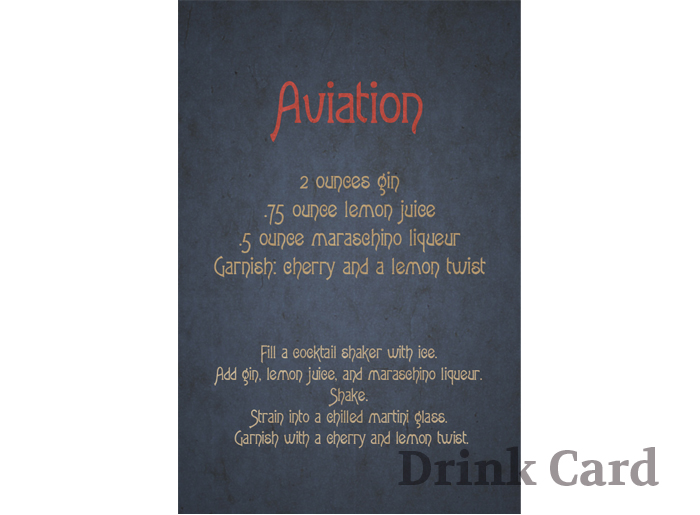 Aviation
2 ounces gin
.75 ounce lemon juice
.5 ounce maraschino liqueur
Garnish: cherry and a lemon twist
Fill a cocktail shaker with ice.
Add gin, lemon juice, and maraschino liqueur.
Shake.
Strain into a chilled martini glass.
Garnish with a cherry and lemon twist.
Drink Card